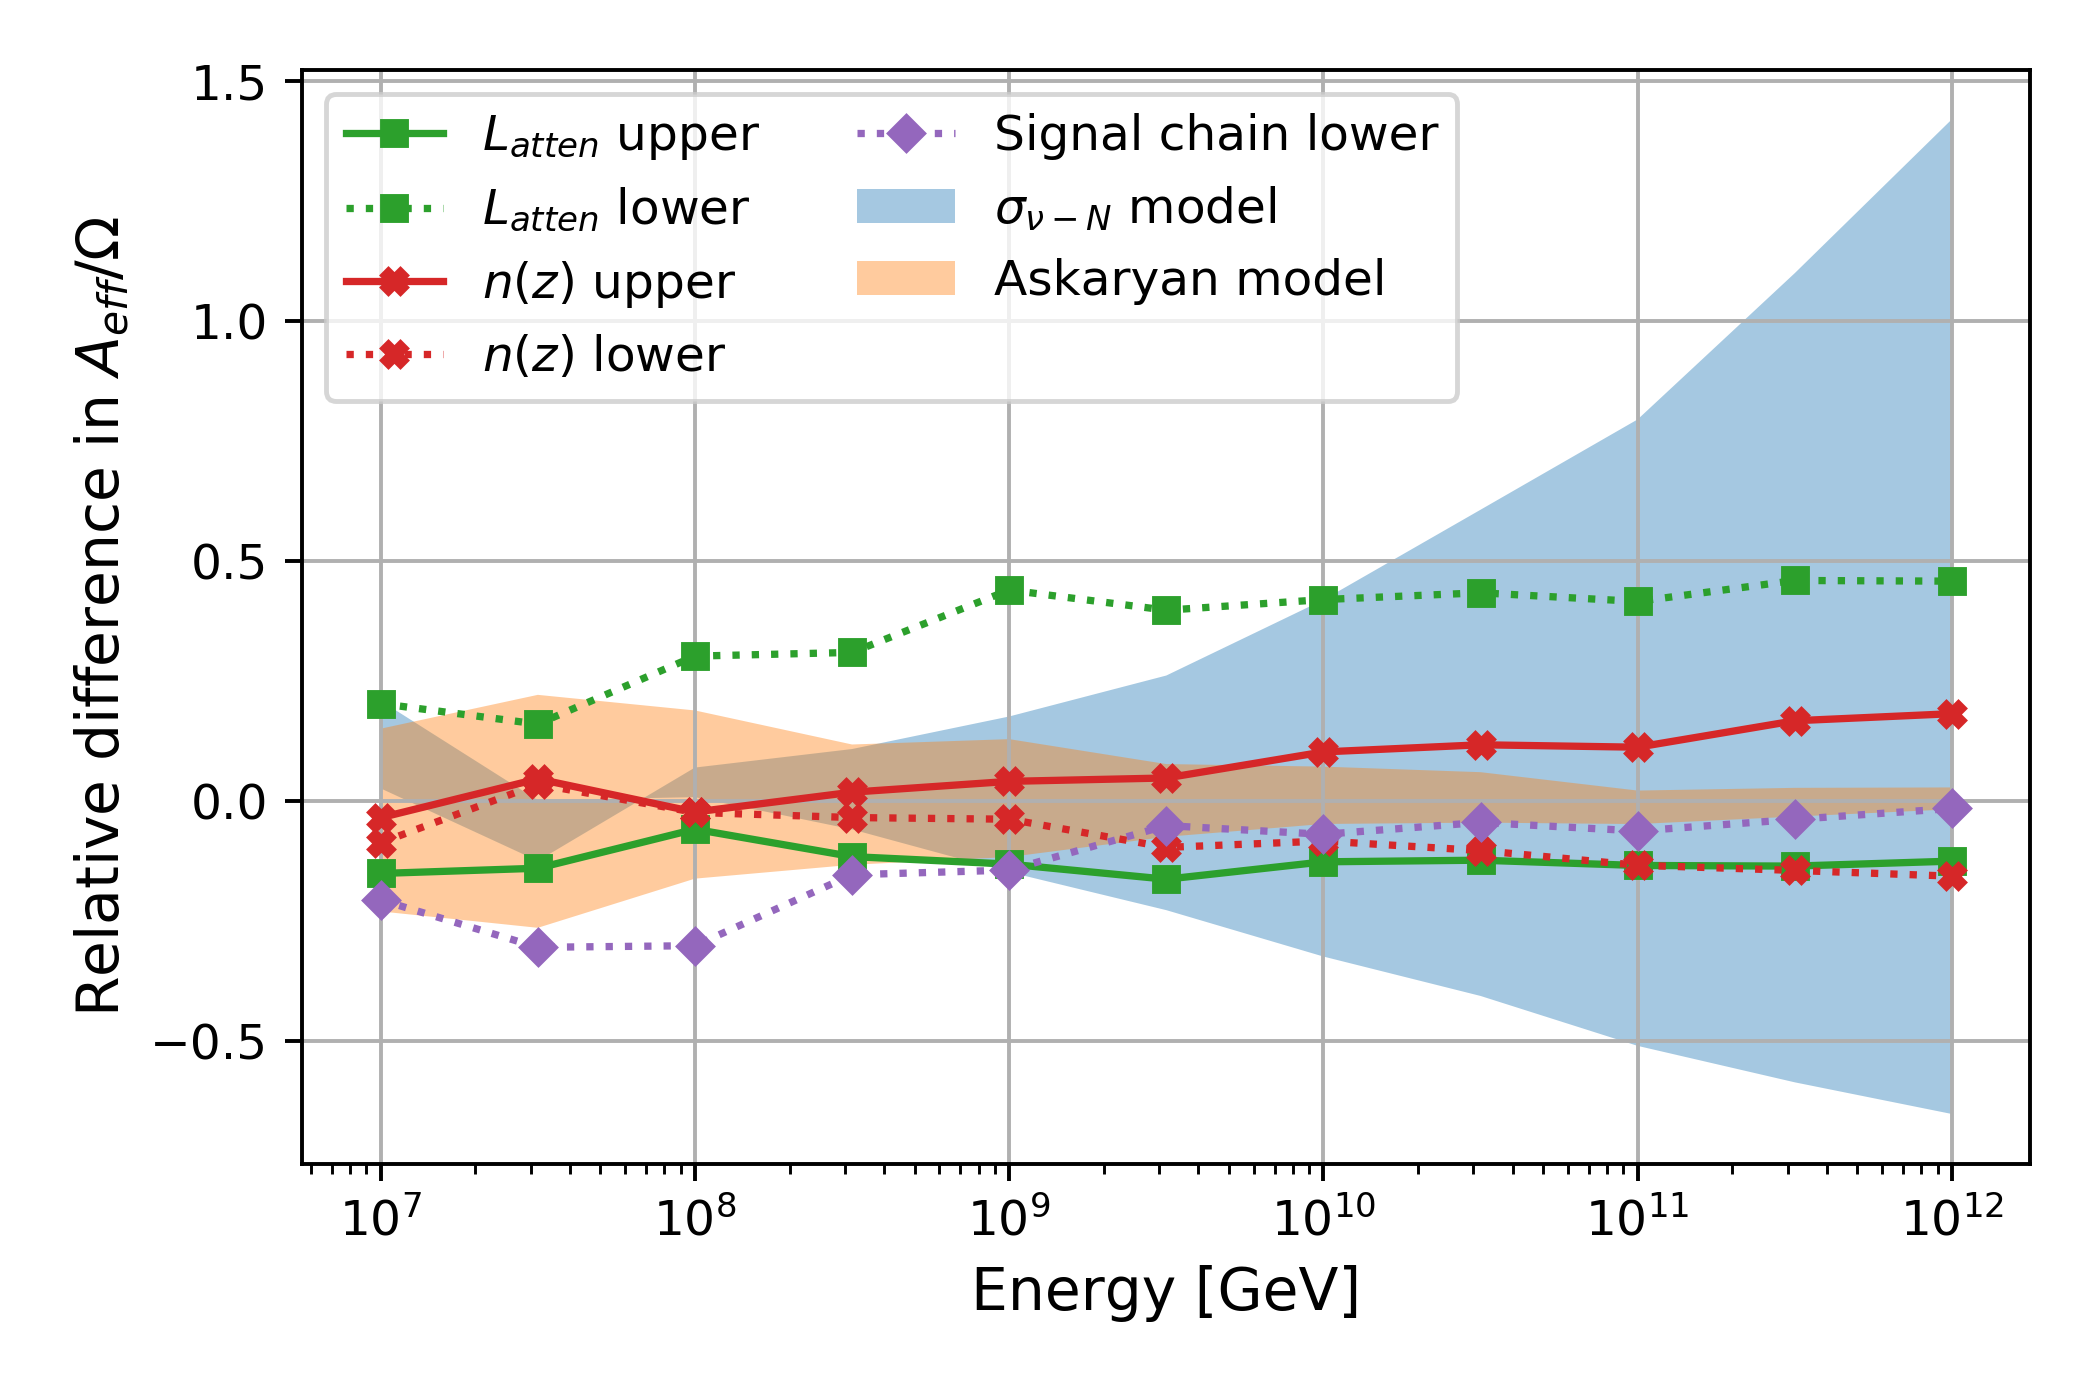 Relative difference in A_eff/Ω
1.5
1.0
0.5
0.0
−0.5
L_atten upper
L_atten lower
n(z) upper
n(z) lower
Signal chain lower
σ_ν−N model
Askaryan model
10^7 10^8 10^9 10^10 10^11 10^12
Energy [GeV]